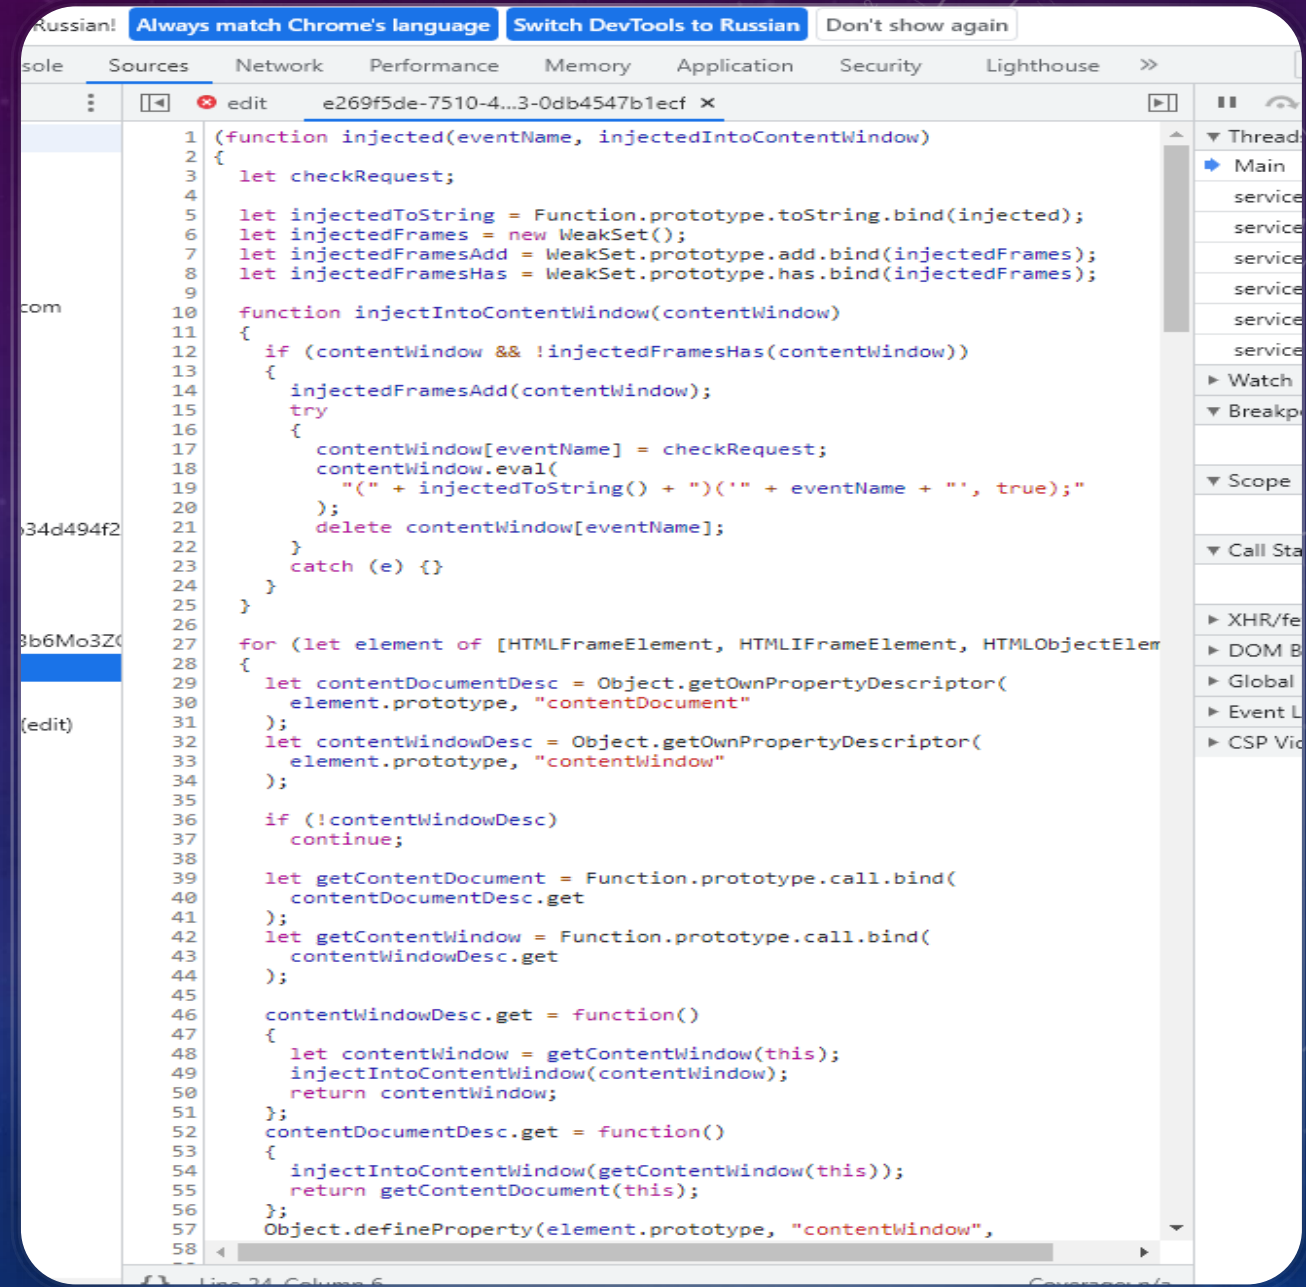 Russian! Always match Chrome's language Switch DevTools to Russian Don't show again
sole Sources Network Performance Memory Application Security Lighthouse »
edit e269f5de-7510-4...3-0db4547b1ecf ×
1 (function injected(eventName, injectedIntoContentWindow)
2 {
3 let checkRequest;
4
5 let injectedToString = Function.prototype.toString.bind(injected);
6 let injectedFrames = new WeakSet();
7 let injectedFramesAdd = WeakSet.prototype.add.bind(injectedFrames);
8 let injectedFramesHas = WeakSet.prototype.has.bind(injectedFrames);
9
10 function injectIntoContentWindow(contentWindow)
11 {
12 if (contentWindow && !injectedFramesHas(contentWindow))
13 {
14 injectedFramesAdd(contentWindow);
15 try
16 {
17 contentWindow[eventName] = checkRequest;
18 contentWindow.eval(
19 "(" + injectedToString() + ")('" + eventName + "', true);"
20 );
21 delete contentWindow[eventName];
22 }
23 catch (e) {}
24 }
25 }
26
27 for (let element of [HTMLFrameElement, HTMLIFrameElement, HTMLObjectElem
28 {
29 let contentDocumentDesc = Object.getOwnPropertyDescriptor(
30 element.prototype, "contentDocument"
31 );
32 let contentWindowDesc = Object.getOwnPropertyDescriptor(
33 element.prototype, "contentWindow"
34 );
35
36 if (!contentWindowDesc)
37 continue;
38
39 let getContentDocument = Function.prototype.call.bind(
40 contentDocumentDesc.get
41 );
42 let getContentWindow = Function.prototype.call.bind(
43 contentWindowDesc.get
44 );
45
46 contentWindowDesc.get = function()
47 {
48 let contentWindow = getContentWindow(this);
49 injectIntoContentWindow(contentWindow);
50 return contentWindow;
51 };
52 contentDocumentDesc.get = function()
53 {
54 injectIntoContentWindow(getContentWindow(this));
55 return getContentDocument(this);
56 };
57 Object.defineProperty(element.prototype, "contentWindow",
58
{} Line 34, Column 6 Coverage: n/a
com
34d494f2
3b6Mo3Z
(edit)
Thread
Main
service
service
service
service
service
service
Watch
Breakp
Scope
Call Sta
XHR/fe
DOM B
Global
Event L
CSP Vio